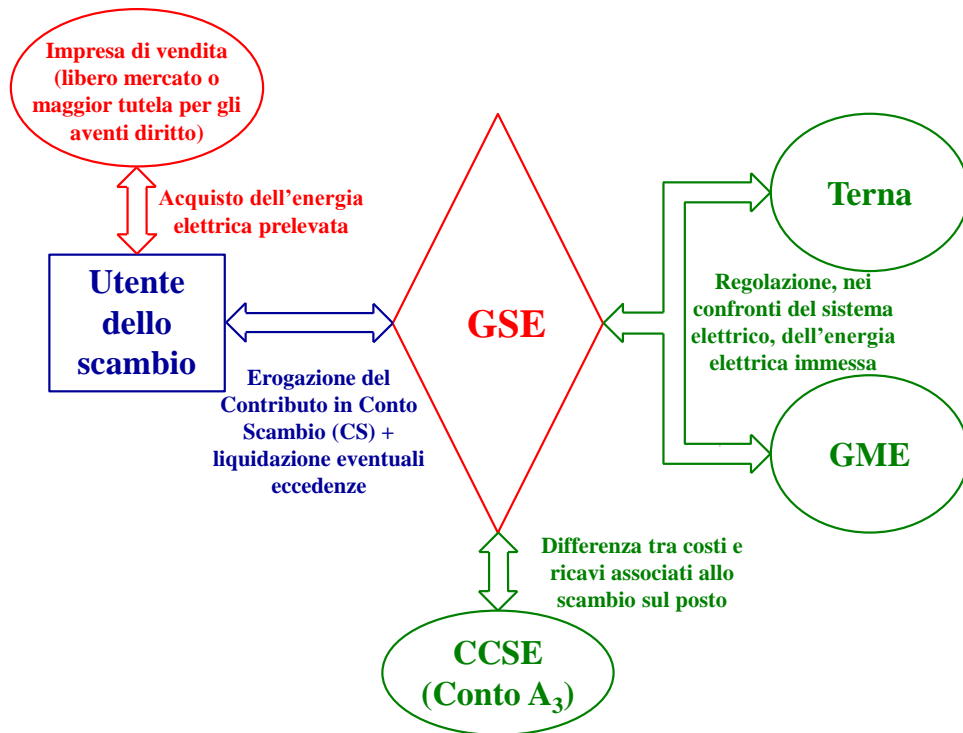 Impresa di vendita
(libero mercato o
maggior tutela per gli
aventi diritto)
Acquisto dell'energia
elettrica prelevata
Utente
dello
scambio
Erogazione del
Contributo in Conto
Scambio (CS) +
liquidazione eventuali
eccedenze
GSE
Terna
Regolazione, nei
confronti del sistema
elettrico, dell'energia
elettrica immessa
GME
Differenza tra costi e
ricavi associati allo
scambio sul posto
CCSE
(Conto A₃)